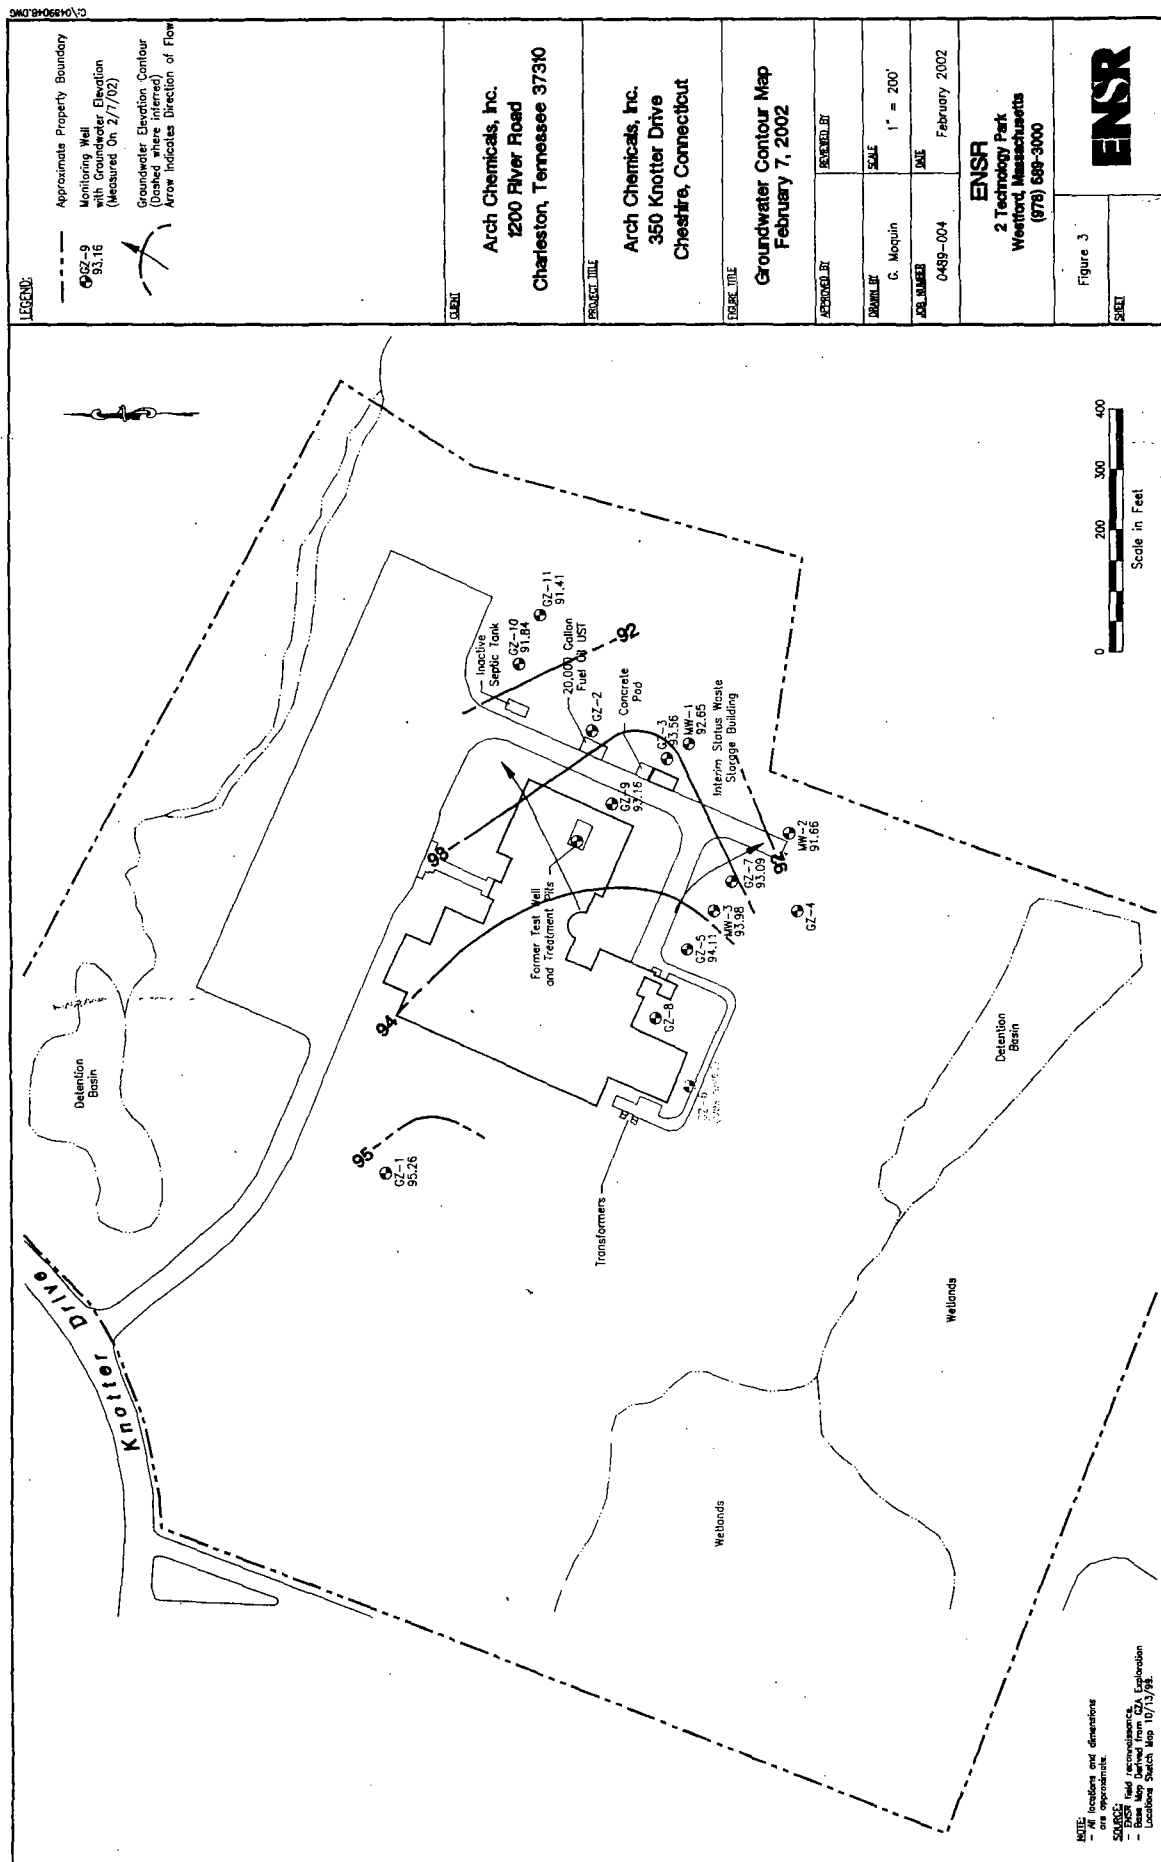 C:/0489048.DWG
LEGEND:
Approximate Property Boundary
GZ-9
93.16
Monitoring Well
with Groundwater Elevation
(Measured On 2/7/02)
Groundwater Elevation Contour
(Dashed where inferred)
Arrow Indicates Direction of Flow
CLIENT
Arch Chemicals, Inc.
1200 River Road
Charleston, Tennessee 37310
PROJECT TITLE
Arch Chemicals, Inc.
350 Knotter Drive
Cheshire, Connecticut
FIGURE TITLE
Groundwater Contour Map
February 7, 2002
APPROVED BY
REVIEWED BY
DRAWN BY
G. Moquin
SCALE
1" = 200'
JOB NUMBER
0489-004
DATE
February 2002
ENSR
2 Technology Park
Westford, Massachusetts
(978) 589-3000
Figure 3
SHEET
ENSR
Knotter Drive
Detention
Basin
95
GZ-1
95.26
94
93
Former Test Well
and Treatment Pits
Inactive
Septic Tank
GZ-10
91.84
GZ-11
91.41
92
20,000 Gallon
Fuel Oil UST
GZ-2
Concrete
Pad
GZ-9
93.16
GZ-3
93.56
MW-1
92.65
Interim Status Waste
Storage Building
GZ-8
GZ-5
94.11
MW-3
93.98
GZ-7
93.09
92
MW-2
91.66
GZ-4
Transformers
Detention
Basin
Wetlands
Wetlands
0 200 300 400
Scale in Feet
NOTE:
- All locations and dimensions
are approximate.
SOURCE:
- ENSR field reconnaissance.
- Base Map Derived from GZA Exploration
Locations Sketch Map 10/13/99.